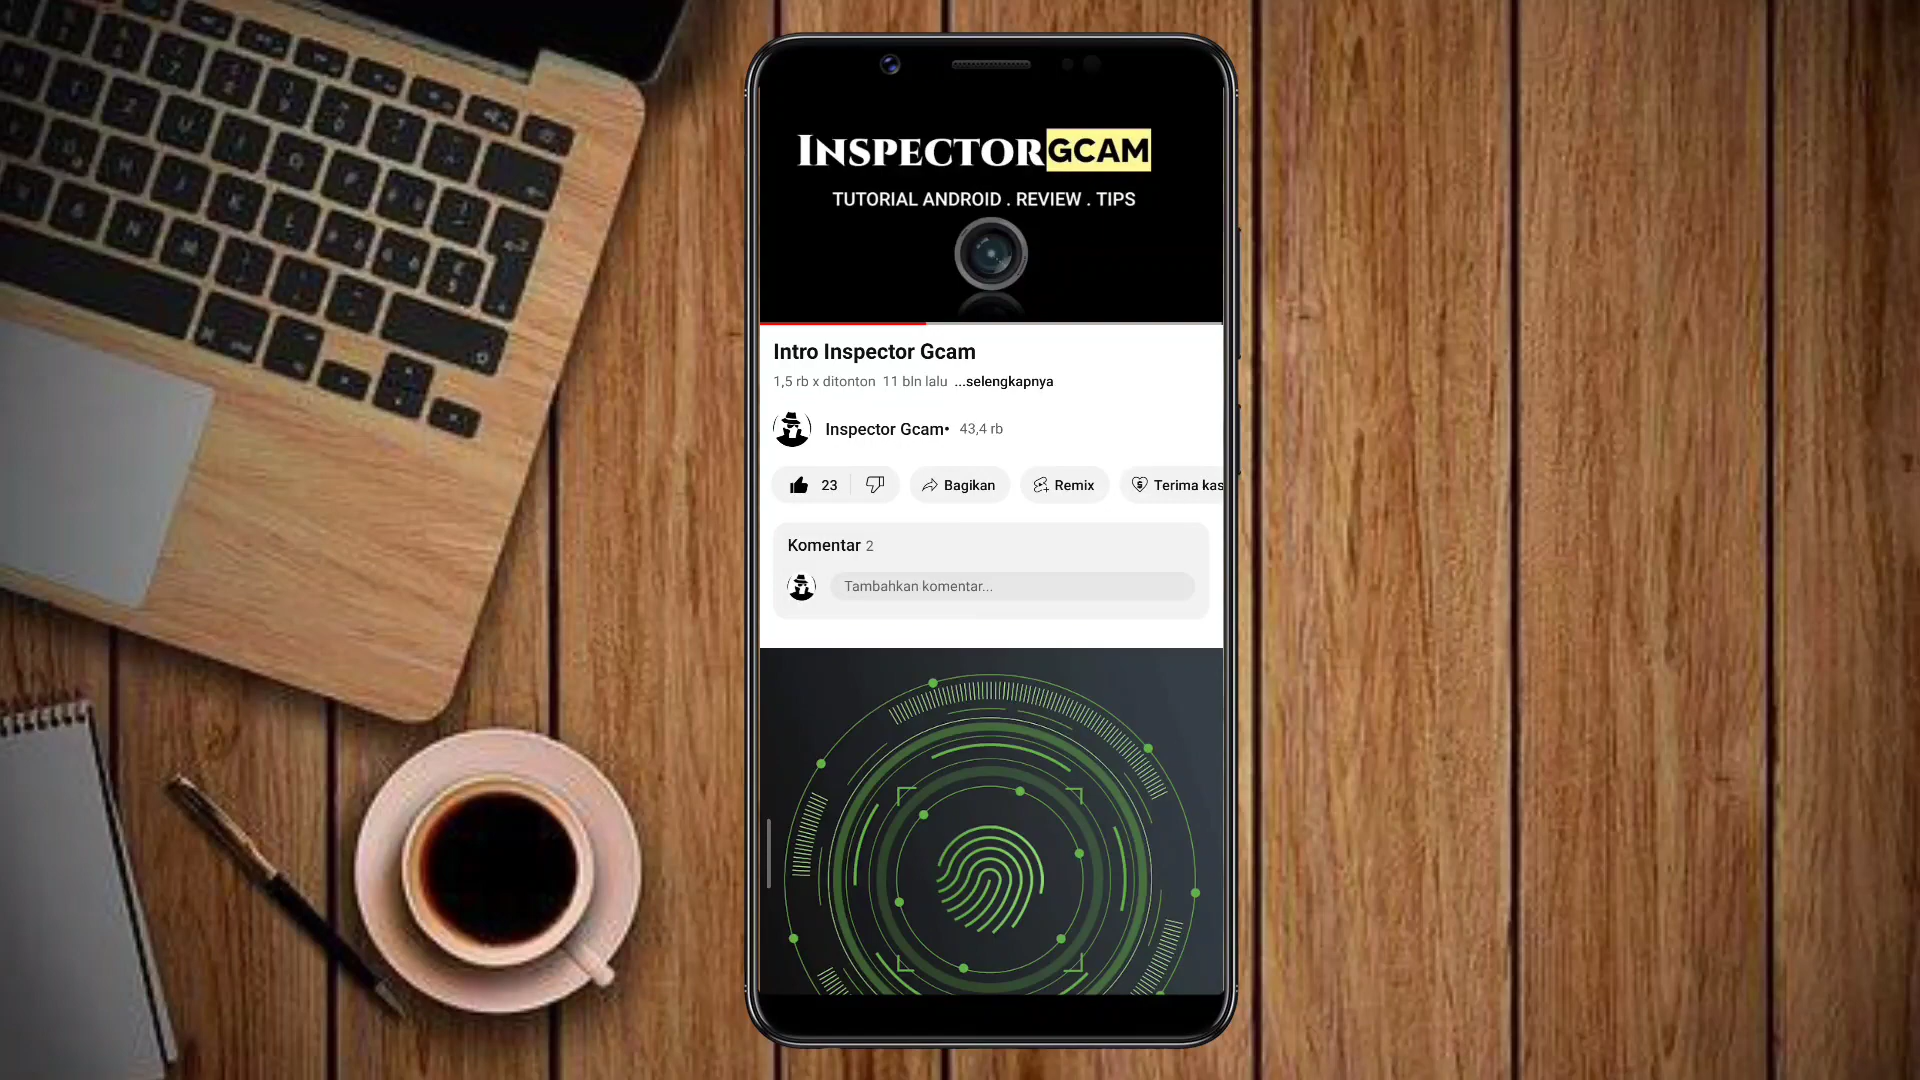 INSPECTORGCAM
TUTORIAL ANDROID . REVIEW . TIPS
Intro Inspector Gcam
1,5 rb x ditonton 11 bln lalu ...selengkapnya
Inspector Gcam• 43,4 rb
23 Bagikan Remix Terima kas
Komentar 2
Tambahkan komentar...